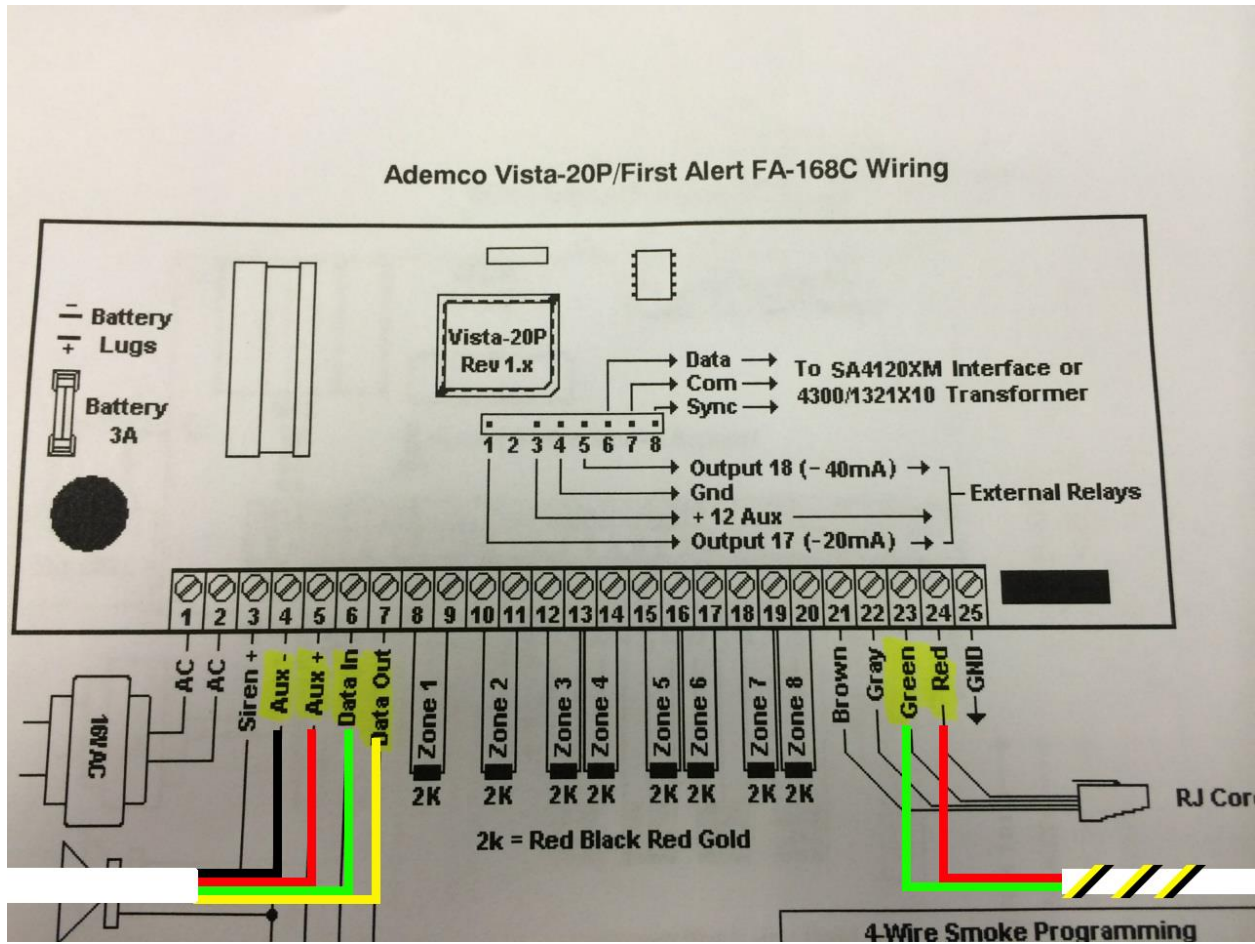 Ademco Vista-20P/First Alert FA-168C Wiring
− Battery
+ Lugs
Battery
3A
Vista-20P
Rev 1.x
Data
Com
Sync
To SA4120XM Interface or
4300/1321X10 Transformer
1 2 3 4 5 6 7 8
Output 18 (- 40mA)
Gnd
+ 12 Aux
Output 17 (-20mA)
External Relays
1 2 3 4 5 6 7 8 9 10 11 12 13 14 15 16 17 18 19 20 21 22 23 24 25
AC
AC
Siren +
Aux -
Aux +
Data In
Data Out
Zone 1
Zone 2
Zone 3
Zone 4
Zone 5
Zone 6
Zone 7
Zone 8
Brown
Gray
Green
Red
GND
16VAC
2K 2K 2K 2K 2K 2K 2K 2K
RJ Cor
2k = Red Black Red Gold
4-Wire Smoke Programming